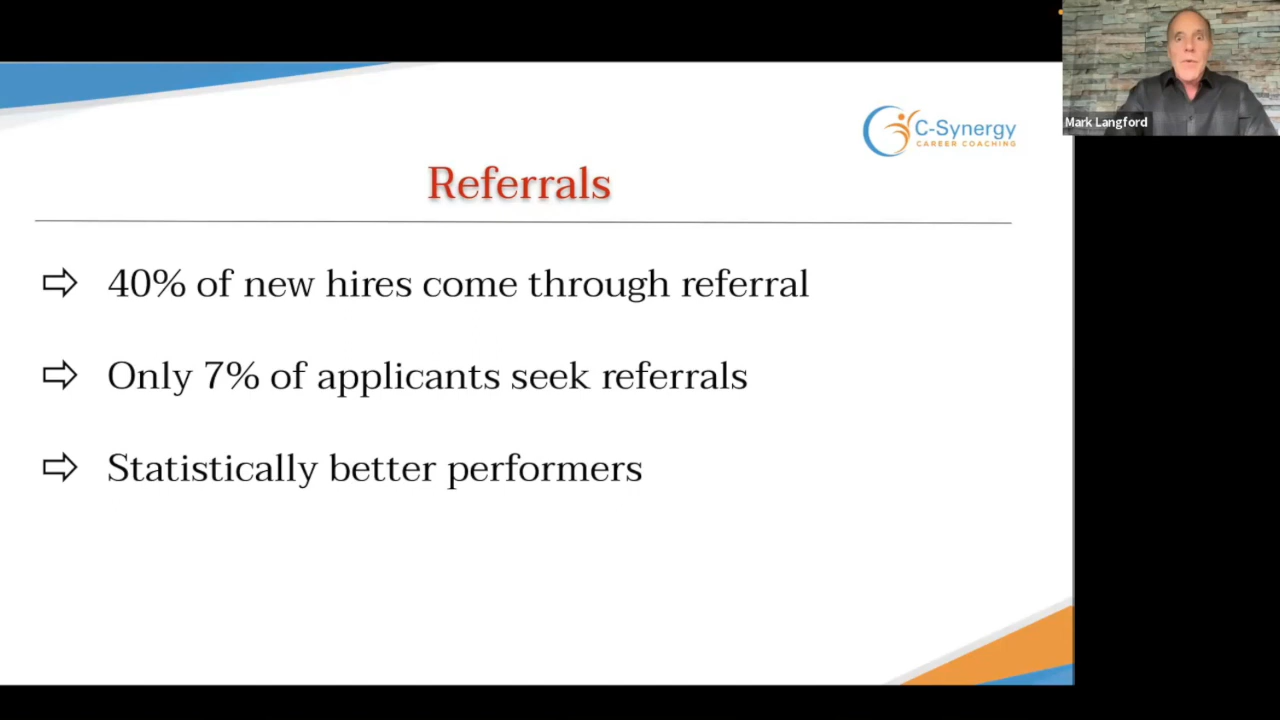 Mark Langford
C-Synergy
CAREER COACHING
Referrals
40% of new hires come through referral
Only 7% of applicants seek referrals
Statistically better performers